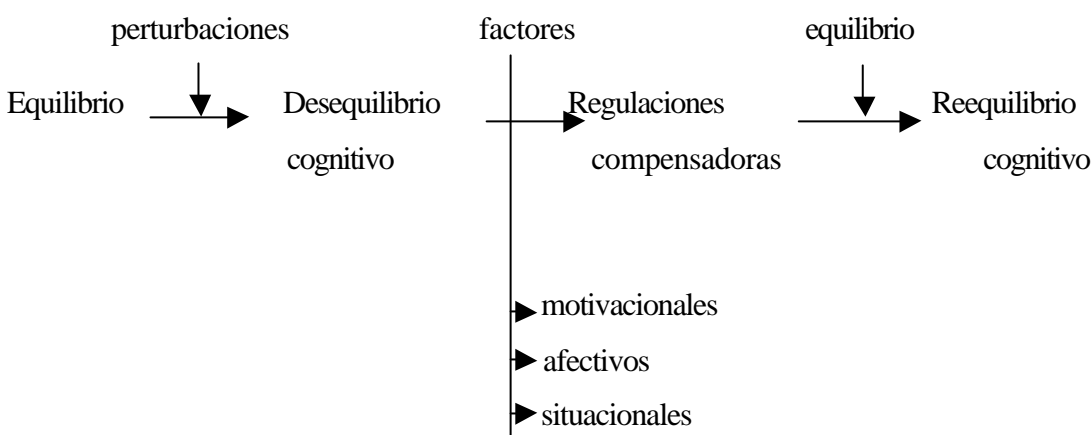 perturbaciones factores equilibrio
Equilibrio Desequilibrio Regulaciones Reequilibrio
cognitivo compensadoras cognitivo
motivacionales
afectivos
situacionales